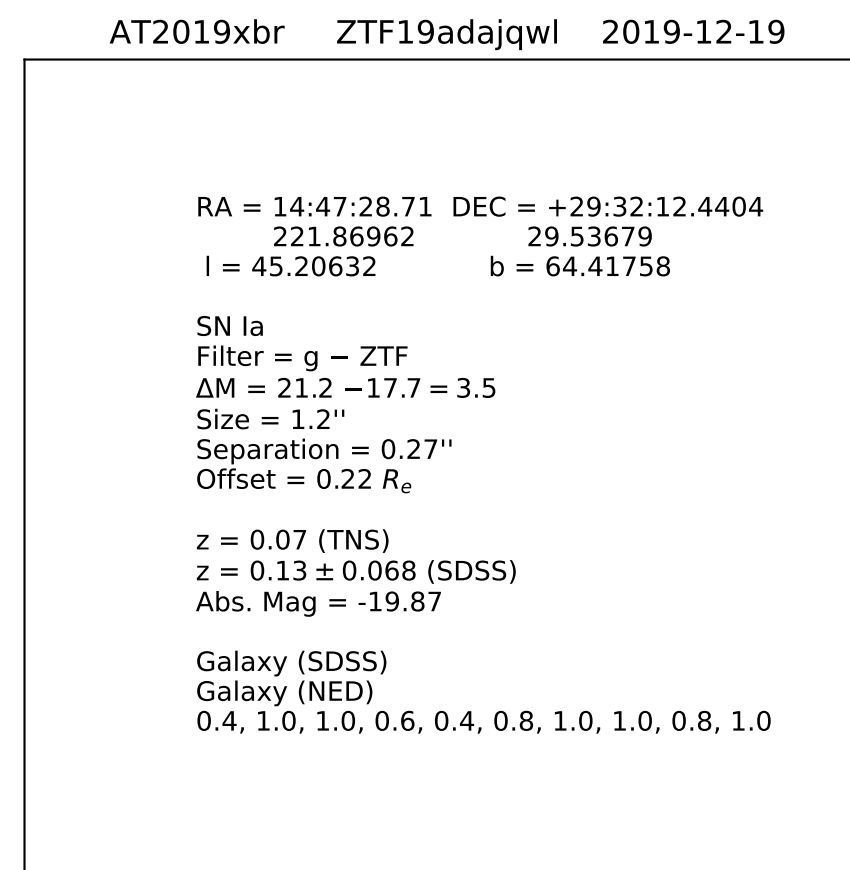 AT2019xbr ZTF19adajqwl 2019-12-19
RA = 14:47:28.71 DEC = +29:32:12.4404
221.86962 29.53679
l = 45.20632 b = 64.41758
SN Ia
Filter = g − ZTF
ΔM = 21.2 −17.7 = 3.5
Size = 1.2''
Separation = 0.27''
Offset = 0.22 Re
z = 0.07 (TNS)
z = 0.13 ± 0.068 (SDSS)
Abs. Mag = -19.87
Galaxy (SDSS)
Galaxy (NED)
0.4, 1.0, 1.0, 0.6, 0.4, 0.8, 1.0, 1.0, 0.8, 1.0